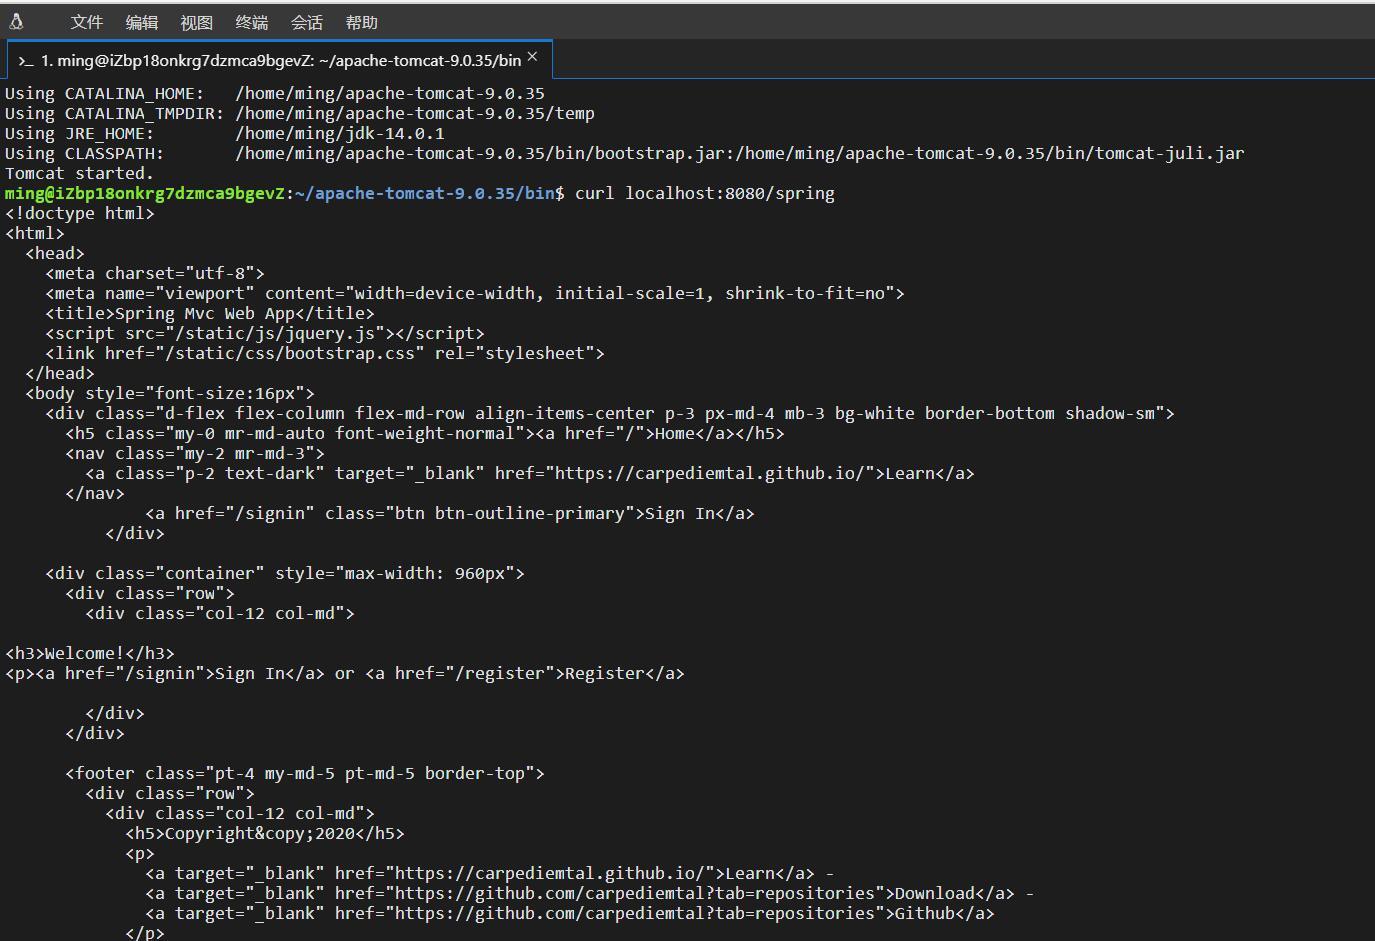 文件 编辑 视图 终端 会话 帮助
>_ 1. ming@iZbp18onkrg7dzmca9bgevZ: ~/apache-tomcat-9.0.35/bin ×
Using CATALINA_HOME:   /home/ming/apache-tomcat-9.0.35
Using CATALINA_TMPDIR: /home/ming/apache-tomcat-9.0.35/temp
Using JRE_HOME:        /home/ming/jdk-14.0.1
Using CLASSPATH:       /home/ming/apache-tomcat-9.0.35/bin/bootstrap.jar:/home/ming/apache-tomcat-9.0.35/bin/tomcat-juli.jar
Tomcat started.
ming@iZbp18onkrg7dzmca9bgevZ:~/apache-tomcat-9.0.35/bin$ curl localhost:8080/spring
<!doctype html>
<html>
  <head>
    <meta charset="utf-8">
    <meta name="viewport" content="width=device-width, initial-scale=1, shrink-to-fit=no">
    <title>Spring Mvc Web App</title>
    <script src="/static/js/jquery.js"></script>
    <link href="/static/css/bootstrap.css" rel="stylesheet">
  </head>
  <body style="font-size:16px">
    <div class="d-flex flex-column flex-md-row align-items-center p-3 px-md-4 mb-3 bg-white border-bottom shadow-sm">
      <h5 class="my-0 mr-md-auto font-weight-normal"><a href="/">Home</a></h5>
      <nav class="my-2 mr-md-3">
        <a class="p-2 text-dark" target="_blank" href="https://carpediemtal.github.io/">Learn</a>
      </nav>
              <a href="/signin" class="btn btn-outline-primary">Sign In</a>
          </div>
    <div class="container" style="max-width: 960px">
      <div class="row">
        <div class="col-12 col-md">
<h3>Welcome!</h3>
<p><a href="/signin">Sign In</a> or <a href="/register">Register</a>
        </div>
      </div>
      <footer class="pt-4 my-md-5 pt-md-5 border-top">
        <div class="row">
          <div class="col-12 col-md">
            <h5>Copyright&copy;2020</h5>
            <p>
              <a target="_blank" href="https://carpediemtal.github.io/">Learn</a> -
              <a target="_blank" href="https://github.com/carpediemtal?tab=repositories">Download</a> -
              <a target="_blank" href="https://github.com/carpediemtal?tab=repositories">Github</a>
            </p>